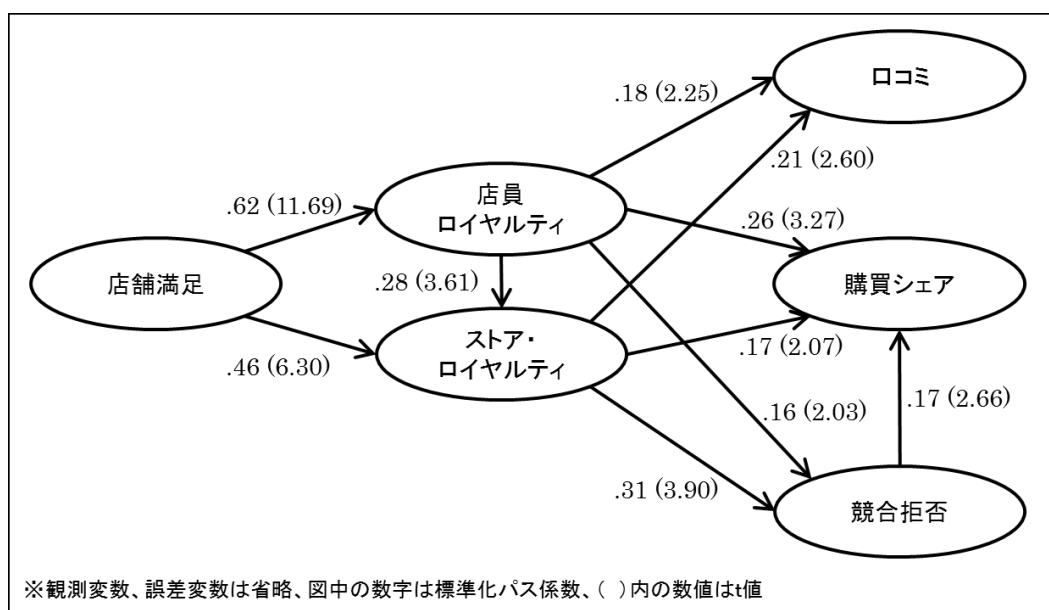 口コミ
.18 (2.25)
.21 (2.60)
店員
ロイヤルティ
.62 (11.69)
.26 (3.27)
店舗満足
.28 (3.61)
購買シェア
ストア・
ロイヤルティ
.46 (6.30)
.17 (2.07)
.16 (2.03)
.17 (2.66)
.31 (3.90)
競合拒否
※観測変数、誤差変数は省略、図中の数字は標準化パス係数、( )内の数値はt値